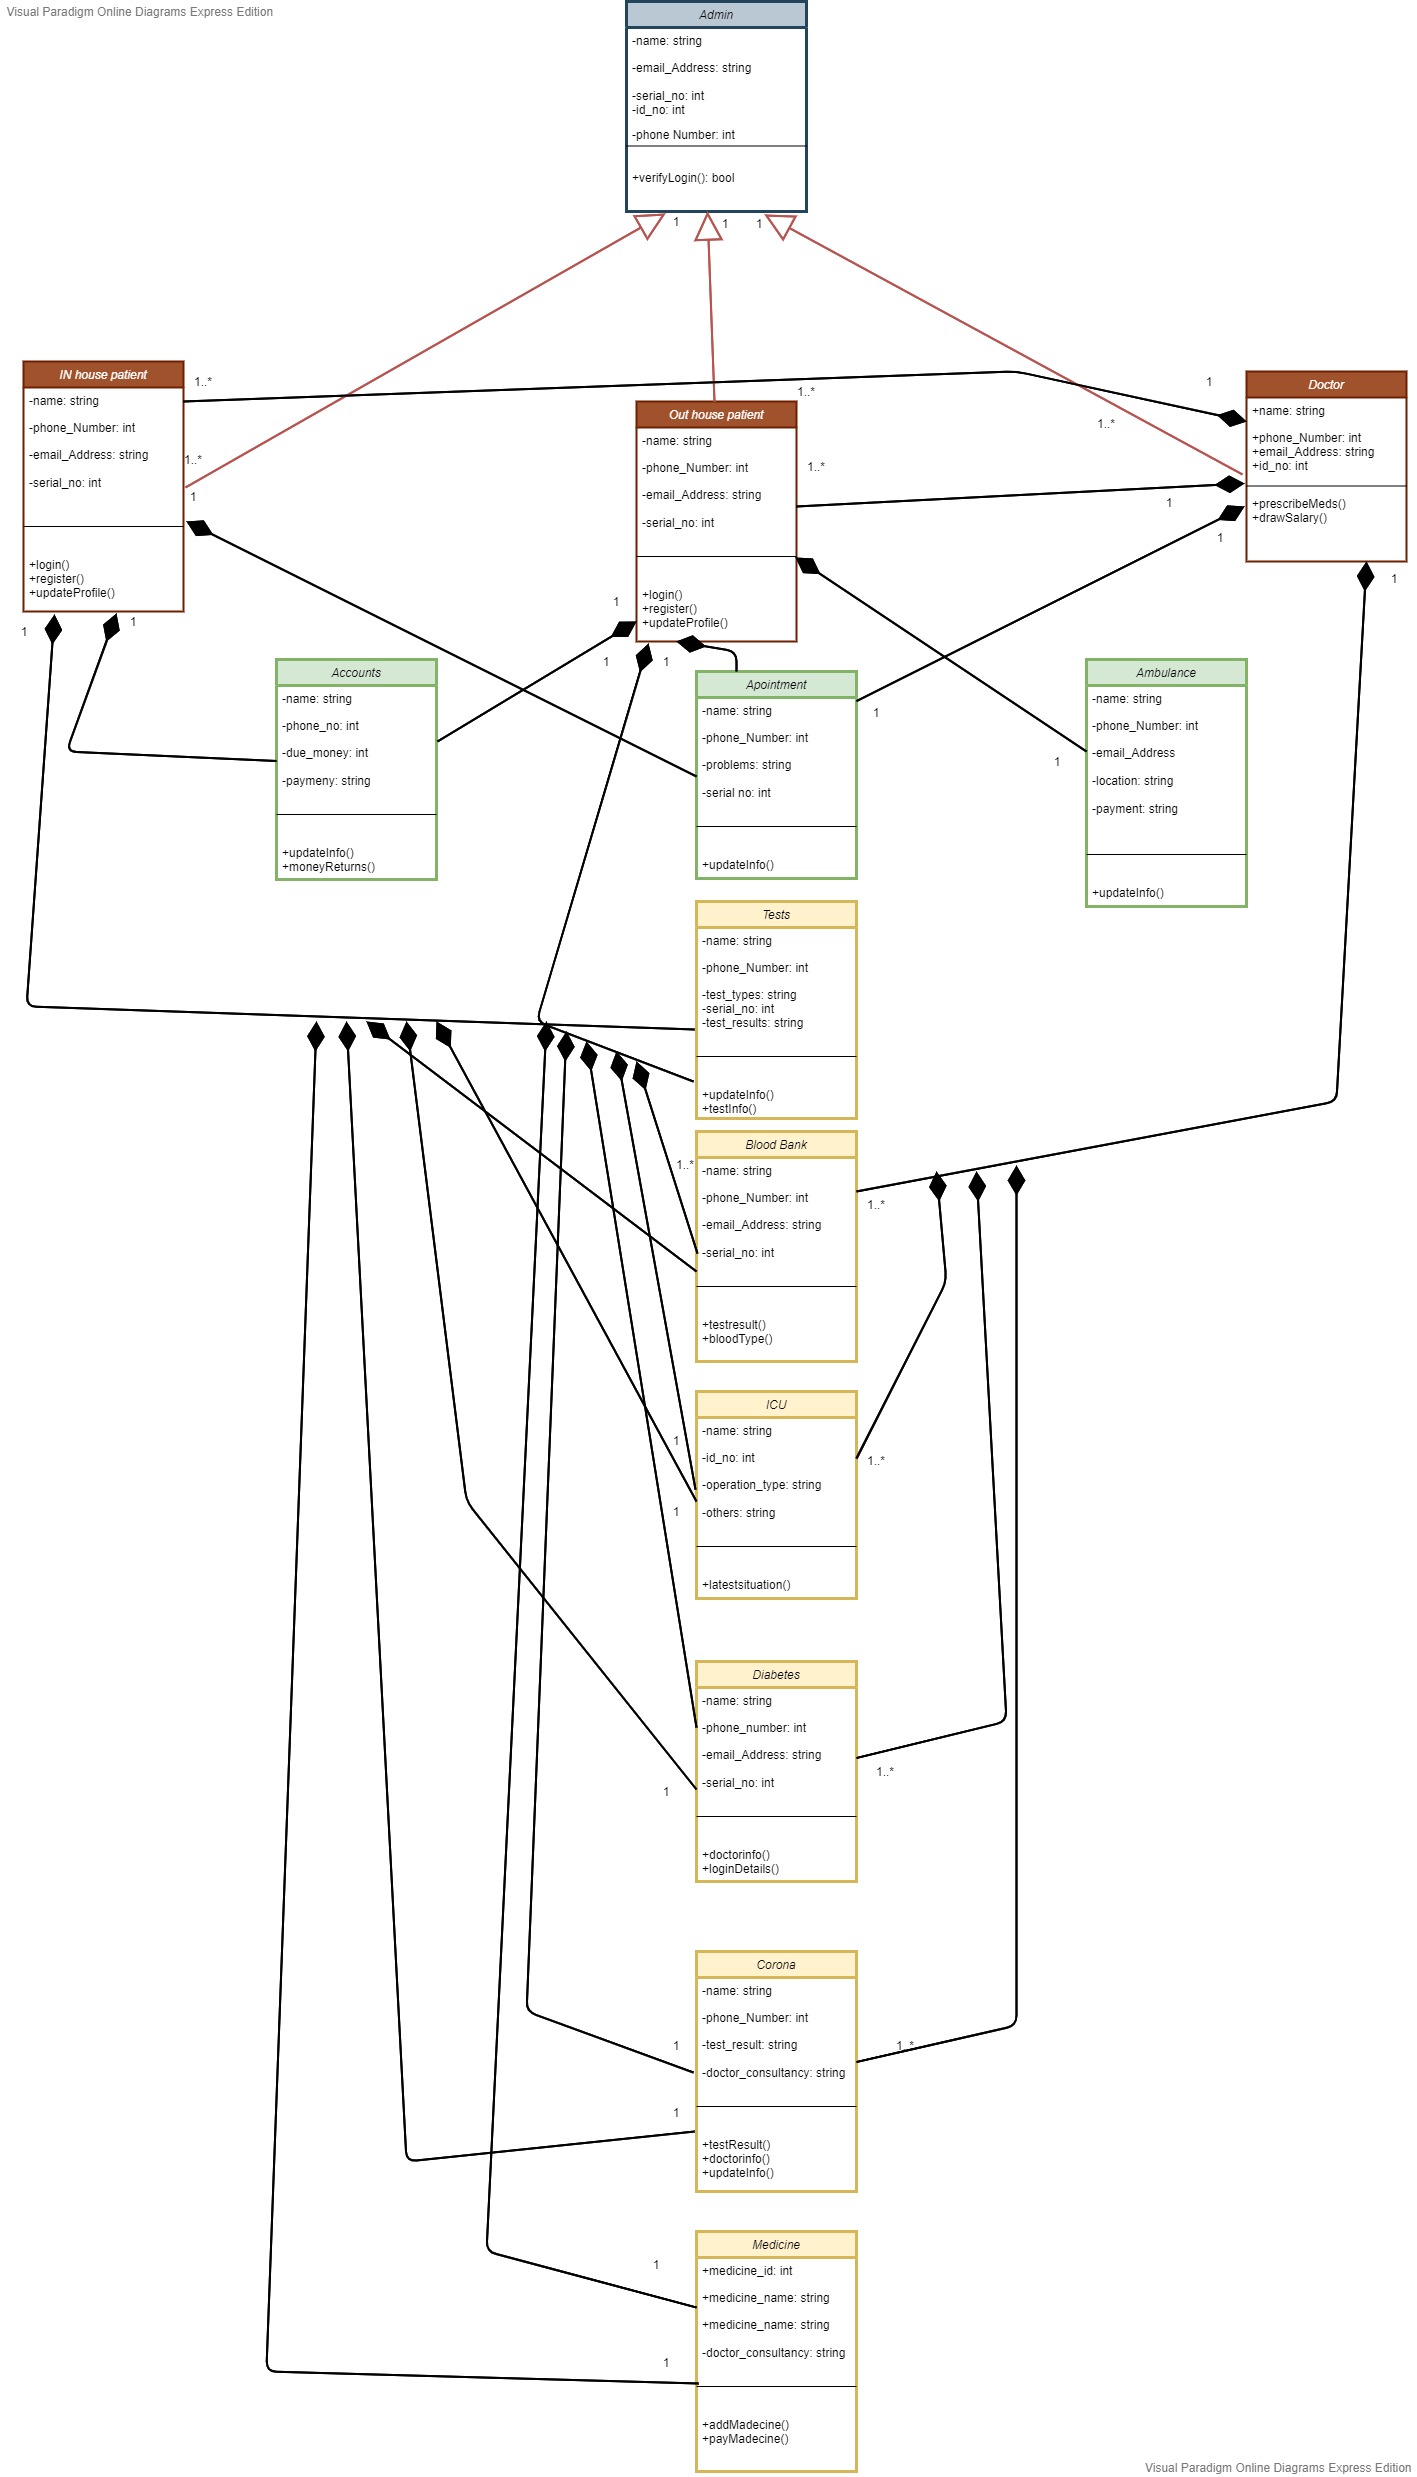 Visual Paradigm Online Diagrams Express Edition
Admin
-name: string
-email_Address: string
-serial_no: int
-id_no: int
-phone Number: int
+verifyLogin(): bool
1
1
1
IN house patient
-name: string
-phone_Number: int
-email_Address: string
-serial_no: int
+login()
+register()
+updateProfile()
1..*
1..*
1
1
1
Out house patient
-name: string
-phone_Number: int
-email_Address: string
-serial_no: int
+login()
+register()
+updateProfile()
1..*
1..*
1
1
1
Doctor
+name: string
+phone_Number: int
+email_Address: string
+id_no: int
+prescribeMeds()
+drawSalary()
1
1..*
1
1
1
Accounts
-name: string
-phone_no: int
-due_money: int
-paymeny: string
+updateInfo()
+moneyReturns()
Apointment
-name: string
-phone_Number: int
-problems: string
-serial no: int
+updateInfo()
1
Ambulance
-name: string
-phone_Number: int
-email_Address
-location: string
-payment: string
+updateInfo()
1
Tests
-name: string
-phone_Number: int
-test_types: string
-serial_no: int
-test_results: string
+updateInfo()
+testInfo()
Blood Bank
-name: string
-phone_Number: int
-email_Address: string
-serial_no: int
+testresult()
+bloodType()
1..*
1..*
ICU
-name: string
-id_no: int
-operation_type: string
-others: string
+latestsituation()
1
1
1..*
Diabetes
-name: string
-phone_number: int
-email_Address: string
-serial_no: int
+doctorinfo()
+loginDetails()
1
1..*
Corona
-name: string
-phone_Number: int
-test_result: string
-doctor_consultancy: string
+testResult()
+doctorinfo()
+updateInfo()
1
1
1..*
Medicine
+medicine_id: int
+medicine_name: string
+medicine_name: string
-doctor_consultancy: string
+addMadecine()
+payMadecine()
1
1
Visual Paradigm Online Diagrams Express Edition